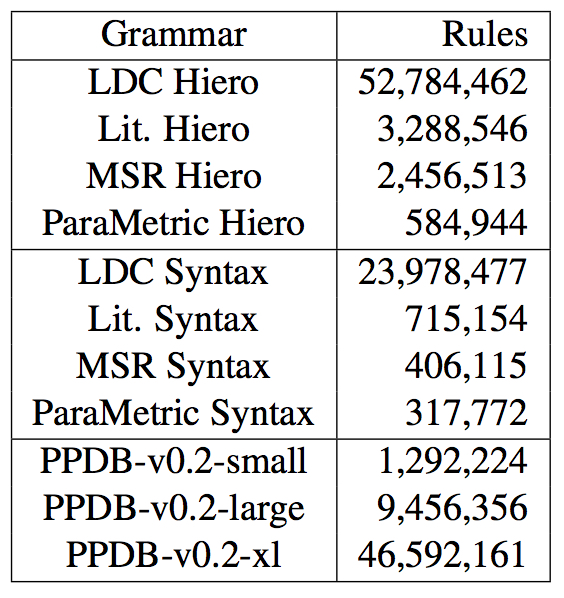 Grammar Rules
LDC Hiero 52,784,462
Lit. Hiero 3,288,546
MSR Hiero 2,456,513
ParaMetric Hiero 584,944
LDC Syntax 23,978,477
Lit. Syntax 715,154
MSR Syntax 406,115
ParaMetric Syntax 317,772
PPDB-v0.2-small 1,292,224
PPDB-v0.2-large 9,456,356
PPDB-v0.2-xl 46,592,161